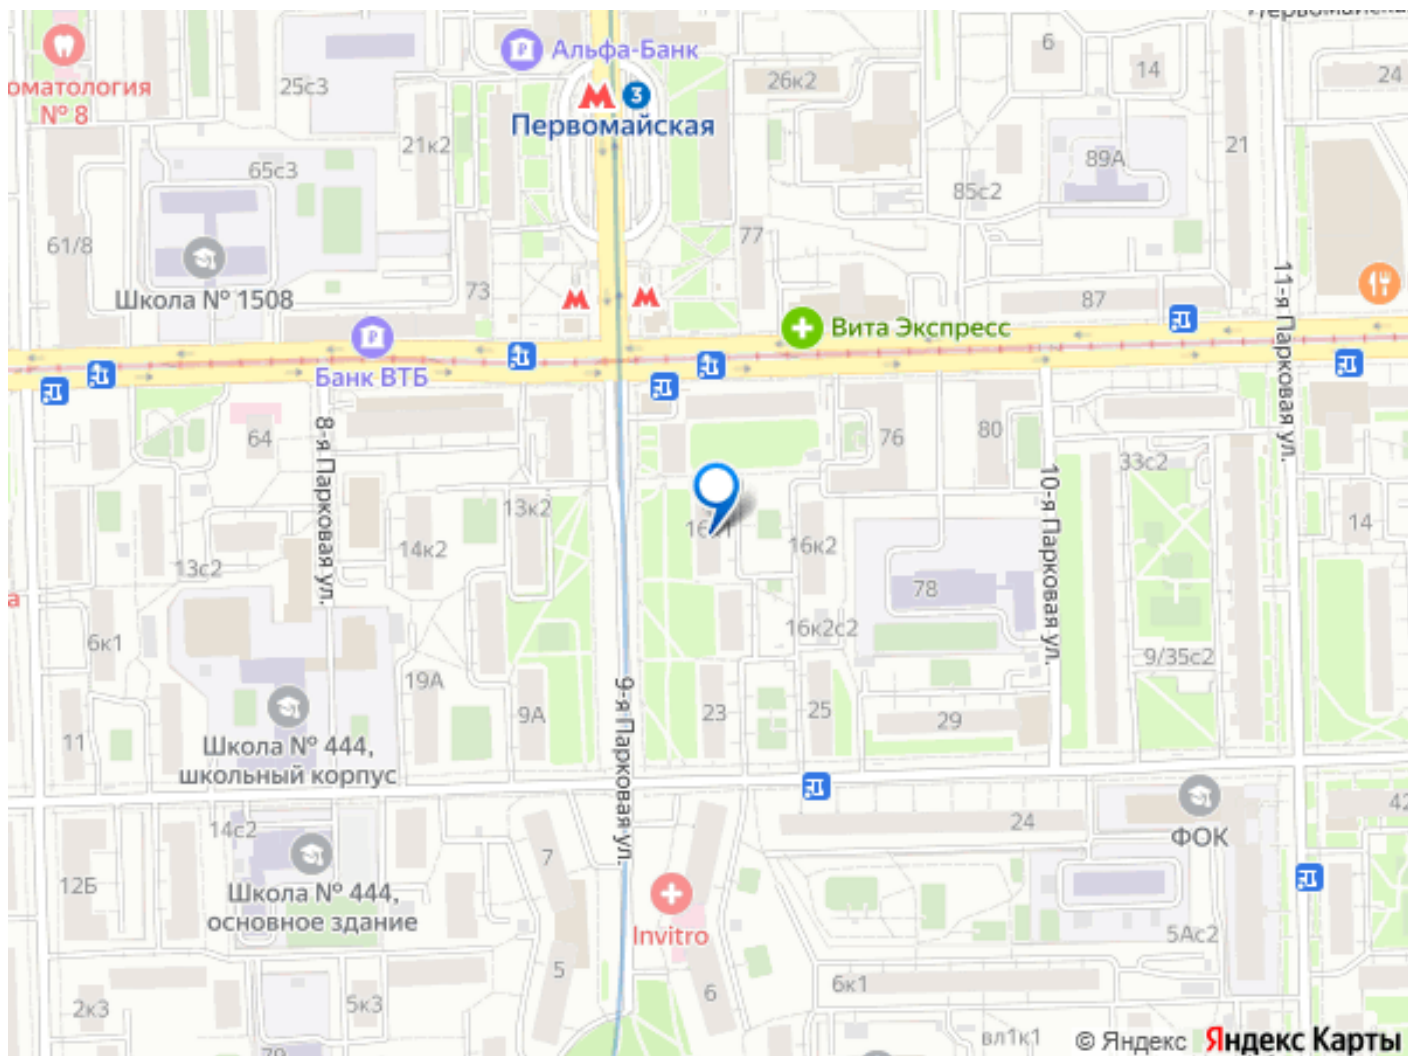 Альфа-Банк
6
14
24
оматология
№ 8
25с3
26к2
3
Первомайская
21к2
65с3
89А
21
85с2
61/8
77
Школа № 1508
73
87
11-я Парковая ул.
Вита Экспресс
Банк ВТБ
64
8-я Парковая ул.
76
80
33с2
10-я Парковая ул.
13к2
14к2
16к2
14
13с2
78
6к1
16к2с2
9/35с2
19А
9А
23
25
29
11
Школа № 444,
школьный корпус
9-я Парковая ул.
14с2
7
24
ФОК
42
12Б
Школа № 444,
основное здание
Invitro
5Ас2
5
6
6к1
2к3
5к3
вл1к1
© Яндекс
Яндекс Карты